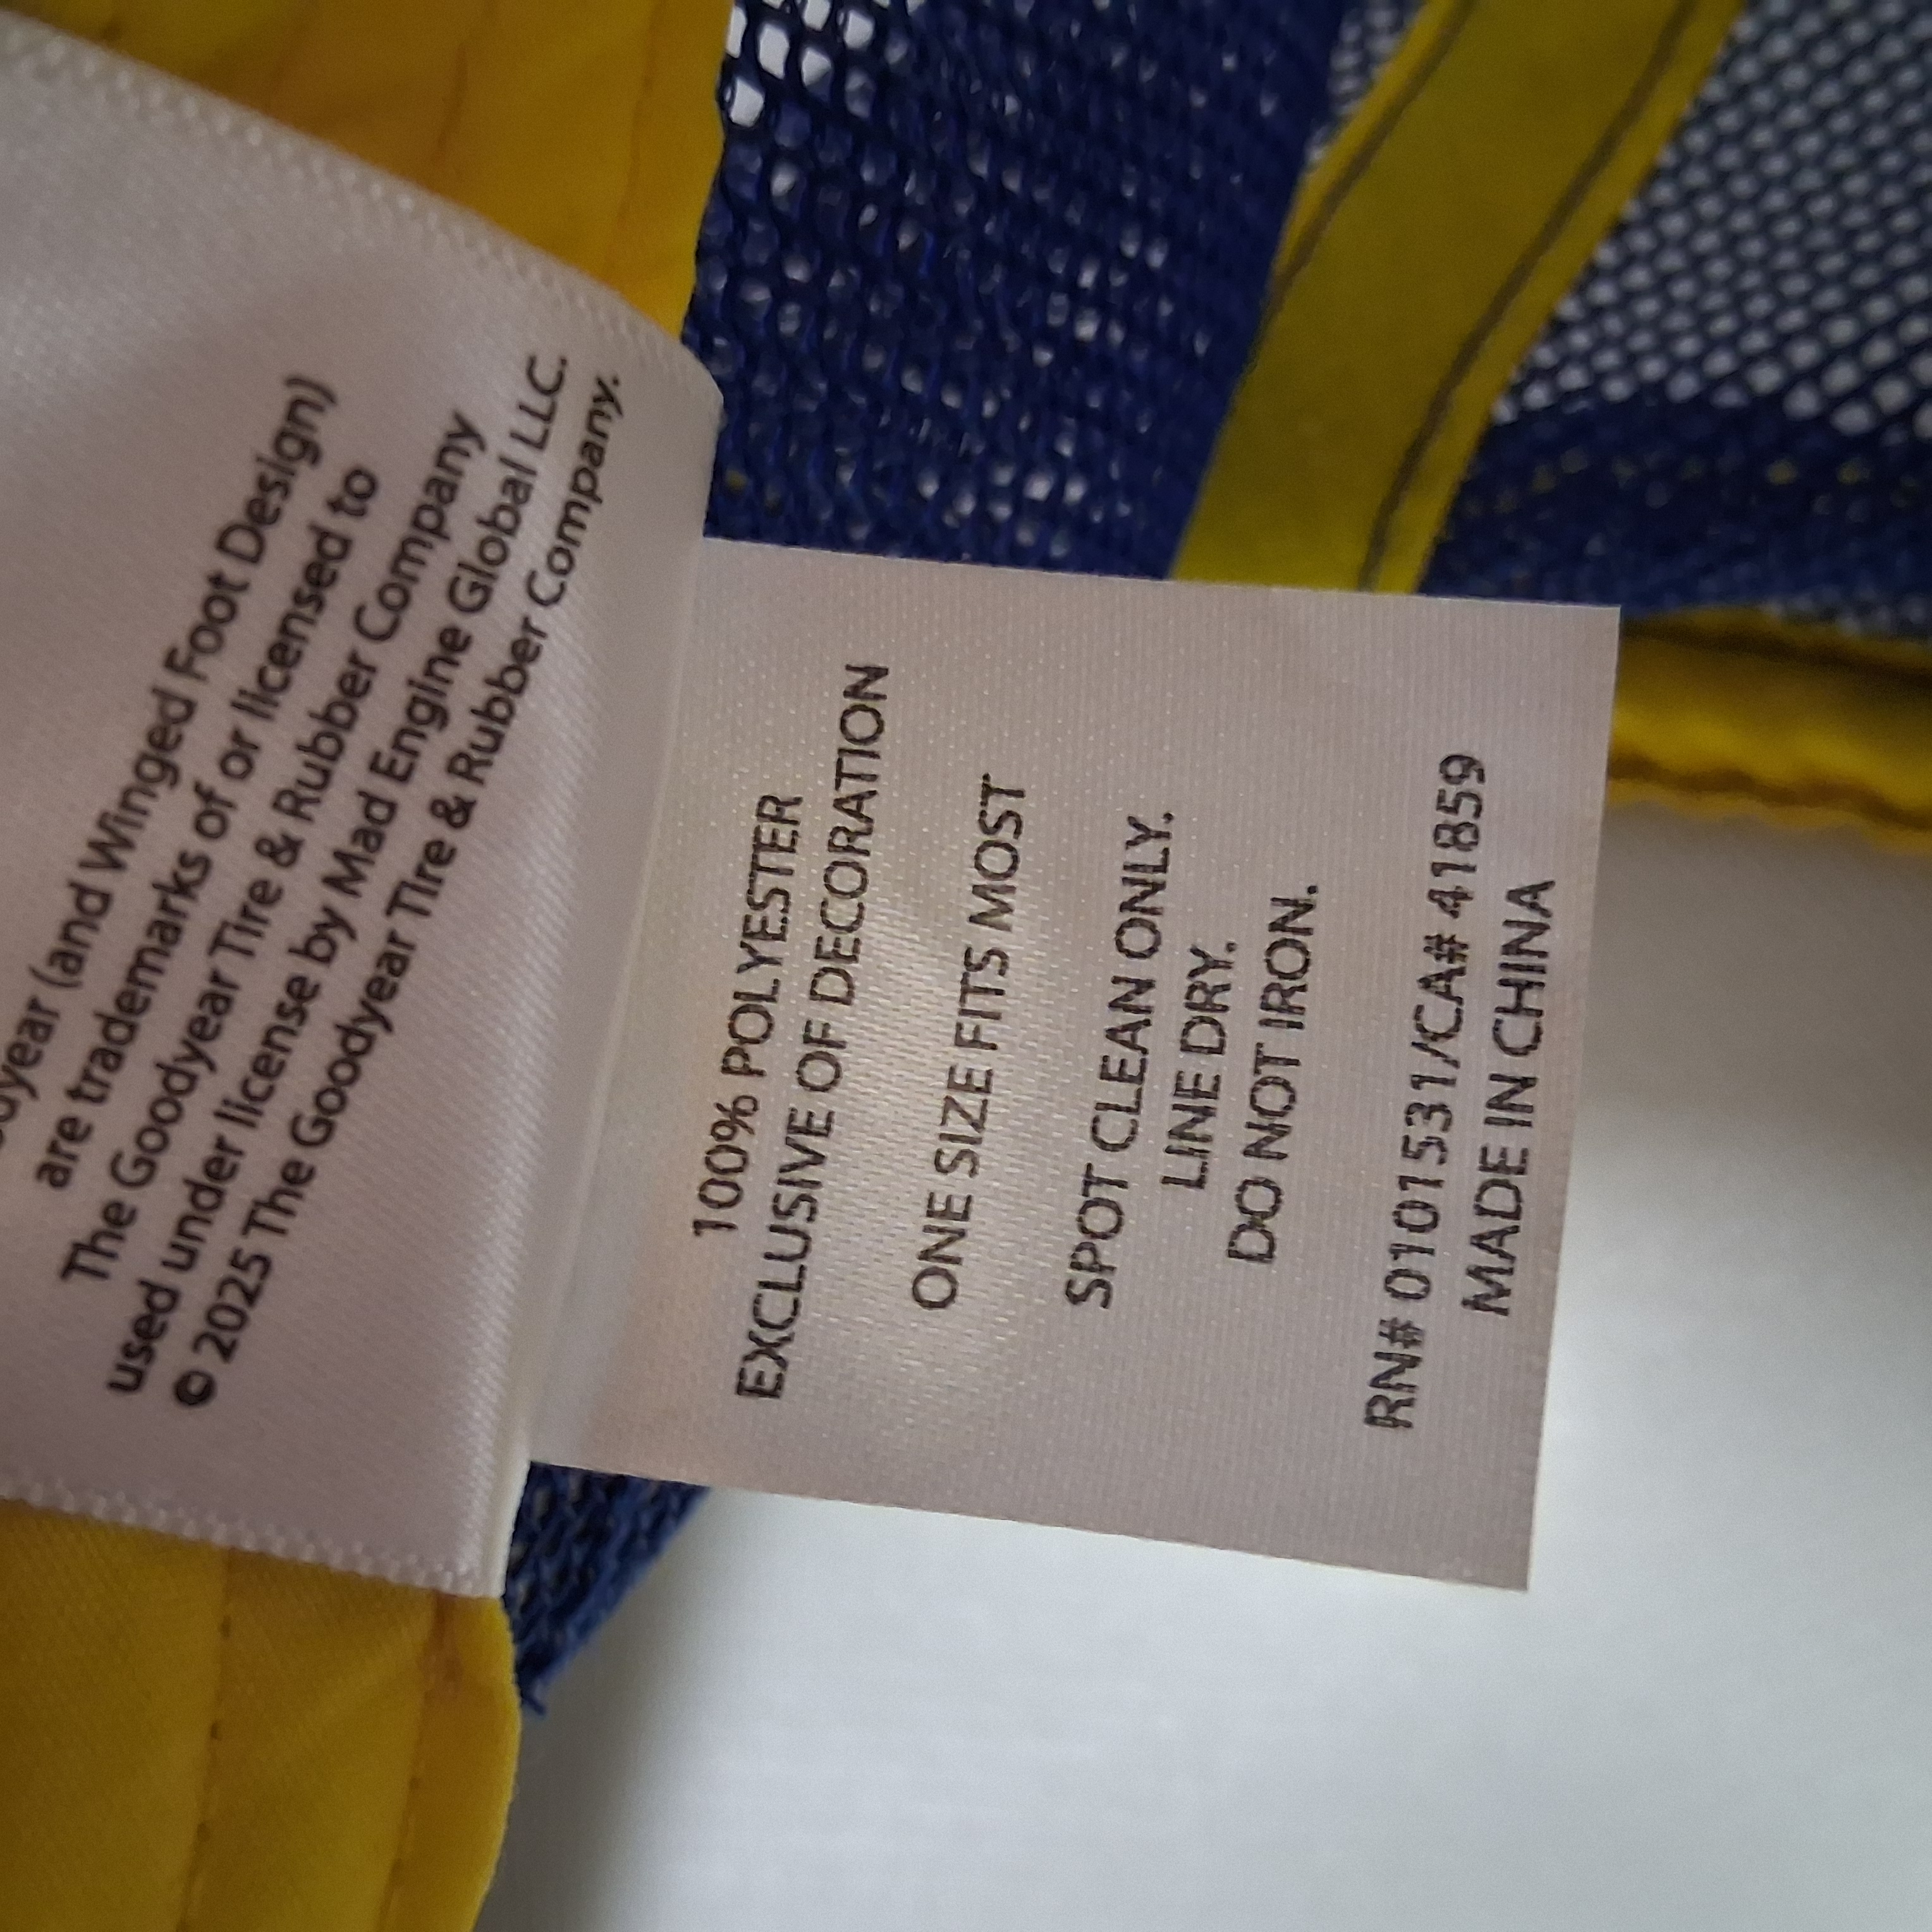 (and Winged Foot Design)
are trademarks of or licensed to
The Goodyear Tire & Rubber Company
used under license by Mad Engine Global LLC.
© 2025 The Goodyear Tire & Rubber Company.
100% POLYESTER
EXCLUSIVE OF DECORATION
ONE SIZE FITS MOST
SPOT CLEAN ONLY.
LINE DRY.
DO NOT IRON.
RN# 0101531/CA# 41859
MADE IN CHINA